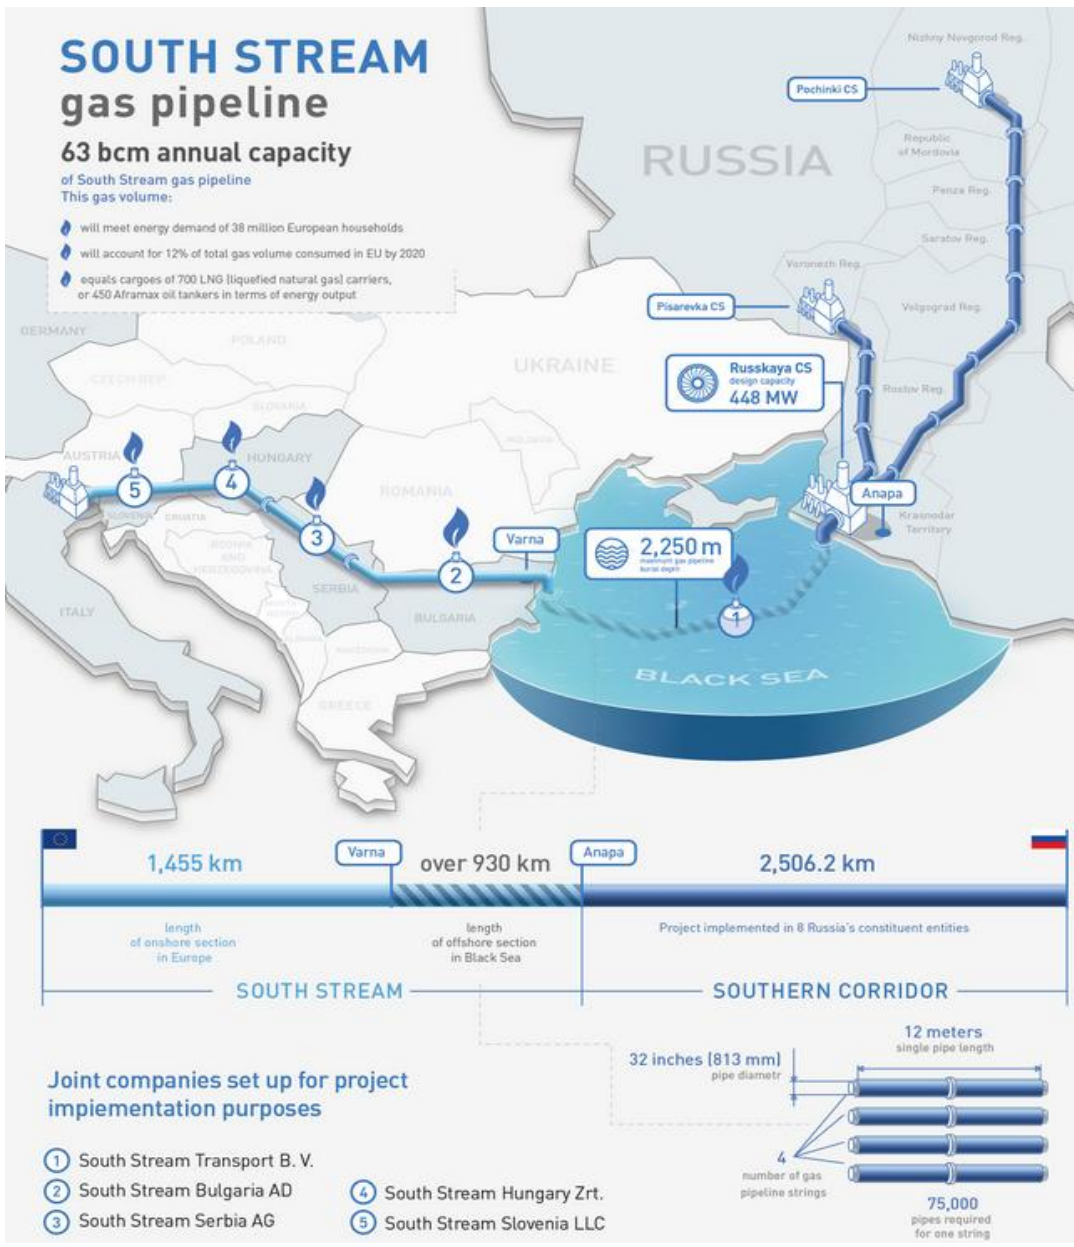 SOUTH STREAM
gas pipeline
63 bcm annual capacity
of South Stream gas pipeline
This gas volume:
will meet energy demand of 38 million European households
will account for 12% of total gas volume consumed in EU by 2020
equals cargoes of 700 LNG (liquefied natural gas) carriers,
or 450 Aframax oil tankers in terms of energy output
Nizhny Novgorod Reg.
Pochinki CS
RUSSIA
Republic
of Mordovia
Penza Reg.
Saratov Reg.
Voronezh Reg.
Pisarevka CS
Volgograd Reg.
GERMANY
POLAND
UKRAINE
CZECH REP.
Russkaya CS
design capacity
448 MW
Rostov Reg.
SLOVAKIA
MOLDOVA
AUSTRIA
HUNGARY
5
4
ROMANIA
Anapa
SLOVENIA
CROATIA
Krasnodar
Territory
3
Varna
2,250 m
maximum gas pipeline
burial depth
BOSNIA
AND
HERZEGOVINA
2
SERBIA
ITALY
BULGARIA
1
GREECE
BLACK SEA
1,455 km
Varna
over 930 km
Anapa
2,506.2 km
length
of onshore section
in Europe
length
of offshore section
in Black Sea
Project implemented in 8 Russia's constituent entities
SOUTH STREAM
SOUTHERN CORRIDOR
12 meters
single pipe length
32 inches (813 mm)
pipe diametr
4
number of gas
pipeline strings
75,000
pipes required
for one string
Joint companies set up for project
impiementation purposes
1 South Stream Transport B. V.
2 South Stream Bulgaria AD
3 South Stream Serbia AG
4 South Stream Hungary Zrt.
5 South Stream Slovenia LLC